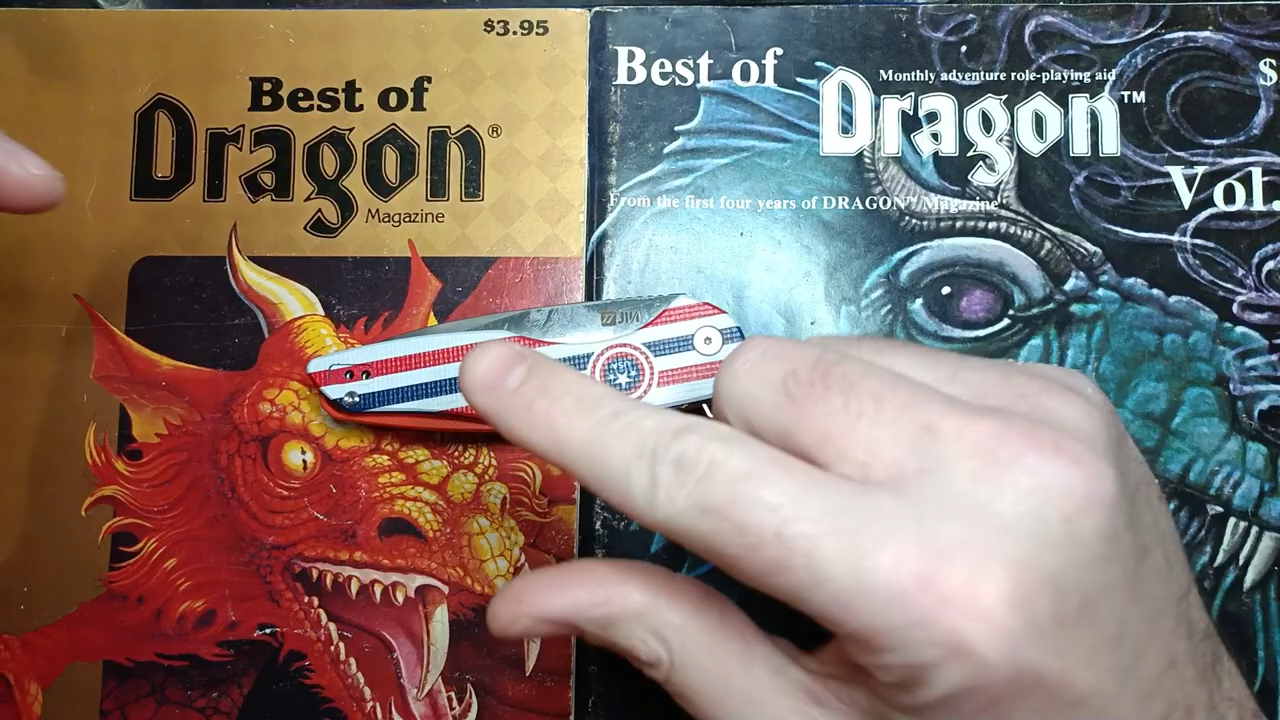 $3.95
Best of
Dragon®
Magazine
Best of
Monthly adventure role-playing aid
$
Dragon™
Vol.
From the first four years of DRAGON™ Magazine